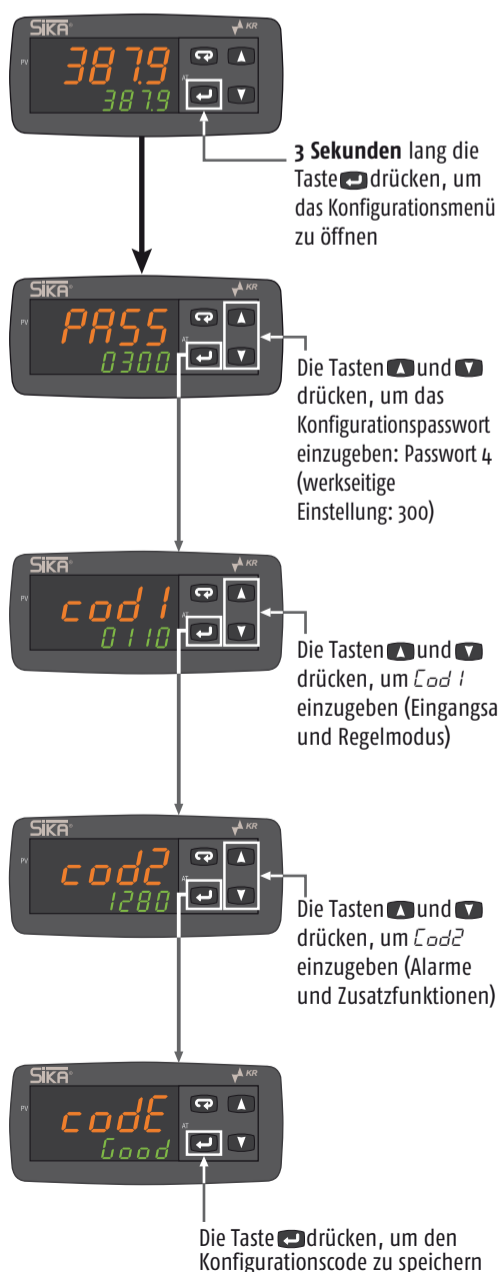 SIKA®
KR
PV
387.9
AT
387.9
3 Sekunden lang die
Taste drücken, um
das Konfigurationsmenü
zu öffnen
SIKA®
KR
PV
PASS
AT
0300
Die Tasten und
drücken, um das
Konfigurationspasswort
einzugeben: Passwort 4
(werkseitige
Einstellung: 300)
SIKA®
KR
PV
cod1
AT
0110
Die Tasten und
drücken, um Cod1
einzugeben (Eingangsa
und Regelmodus)
SIKA®
KR
PV
cod2
AT
1280
Die Tasten und
drücken, um Cod2
einzugeben (Alarme
und Zusatzfunktionen)
SIKA®
KR
PV
codE
AT
Good
Die Taste drücken, um den
Konfigurationscode zu speichern